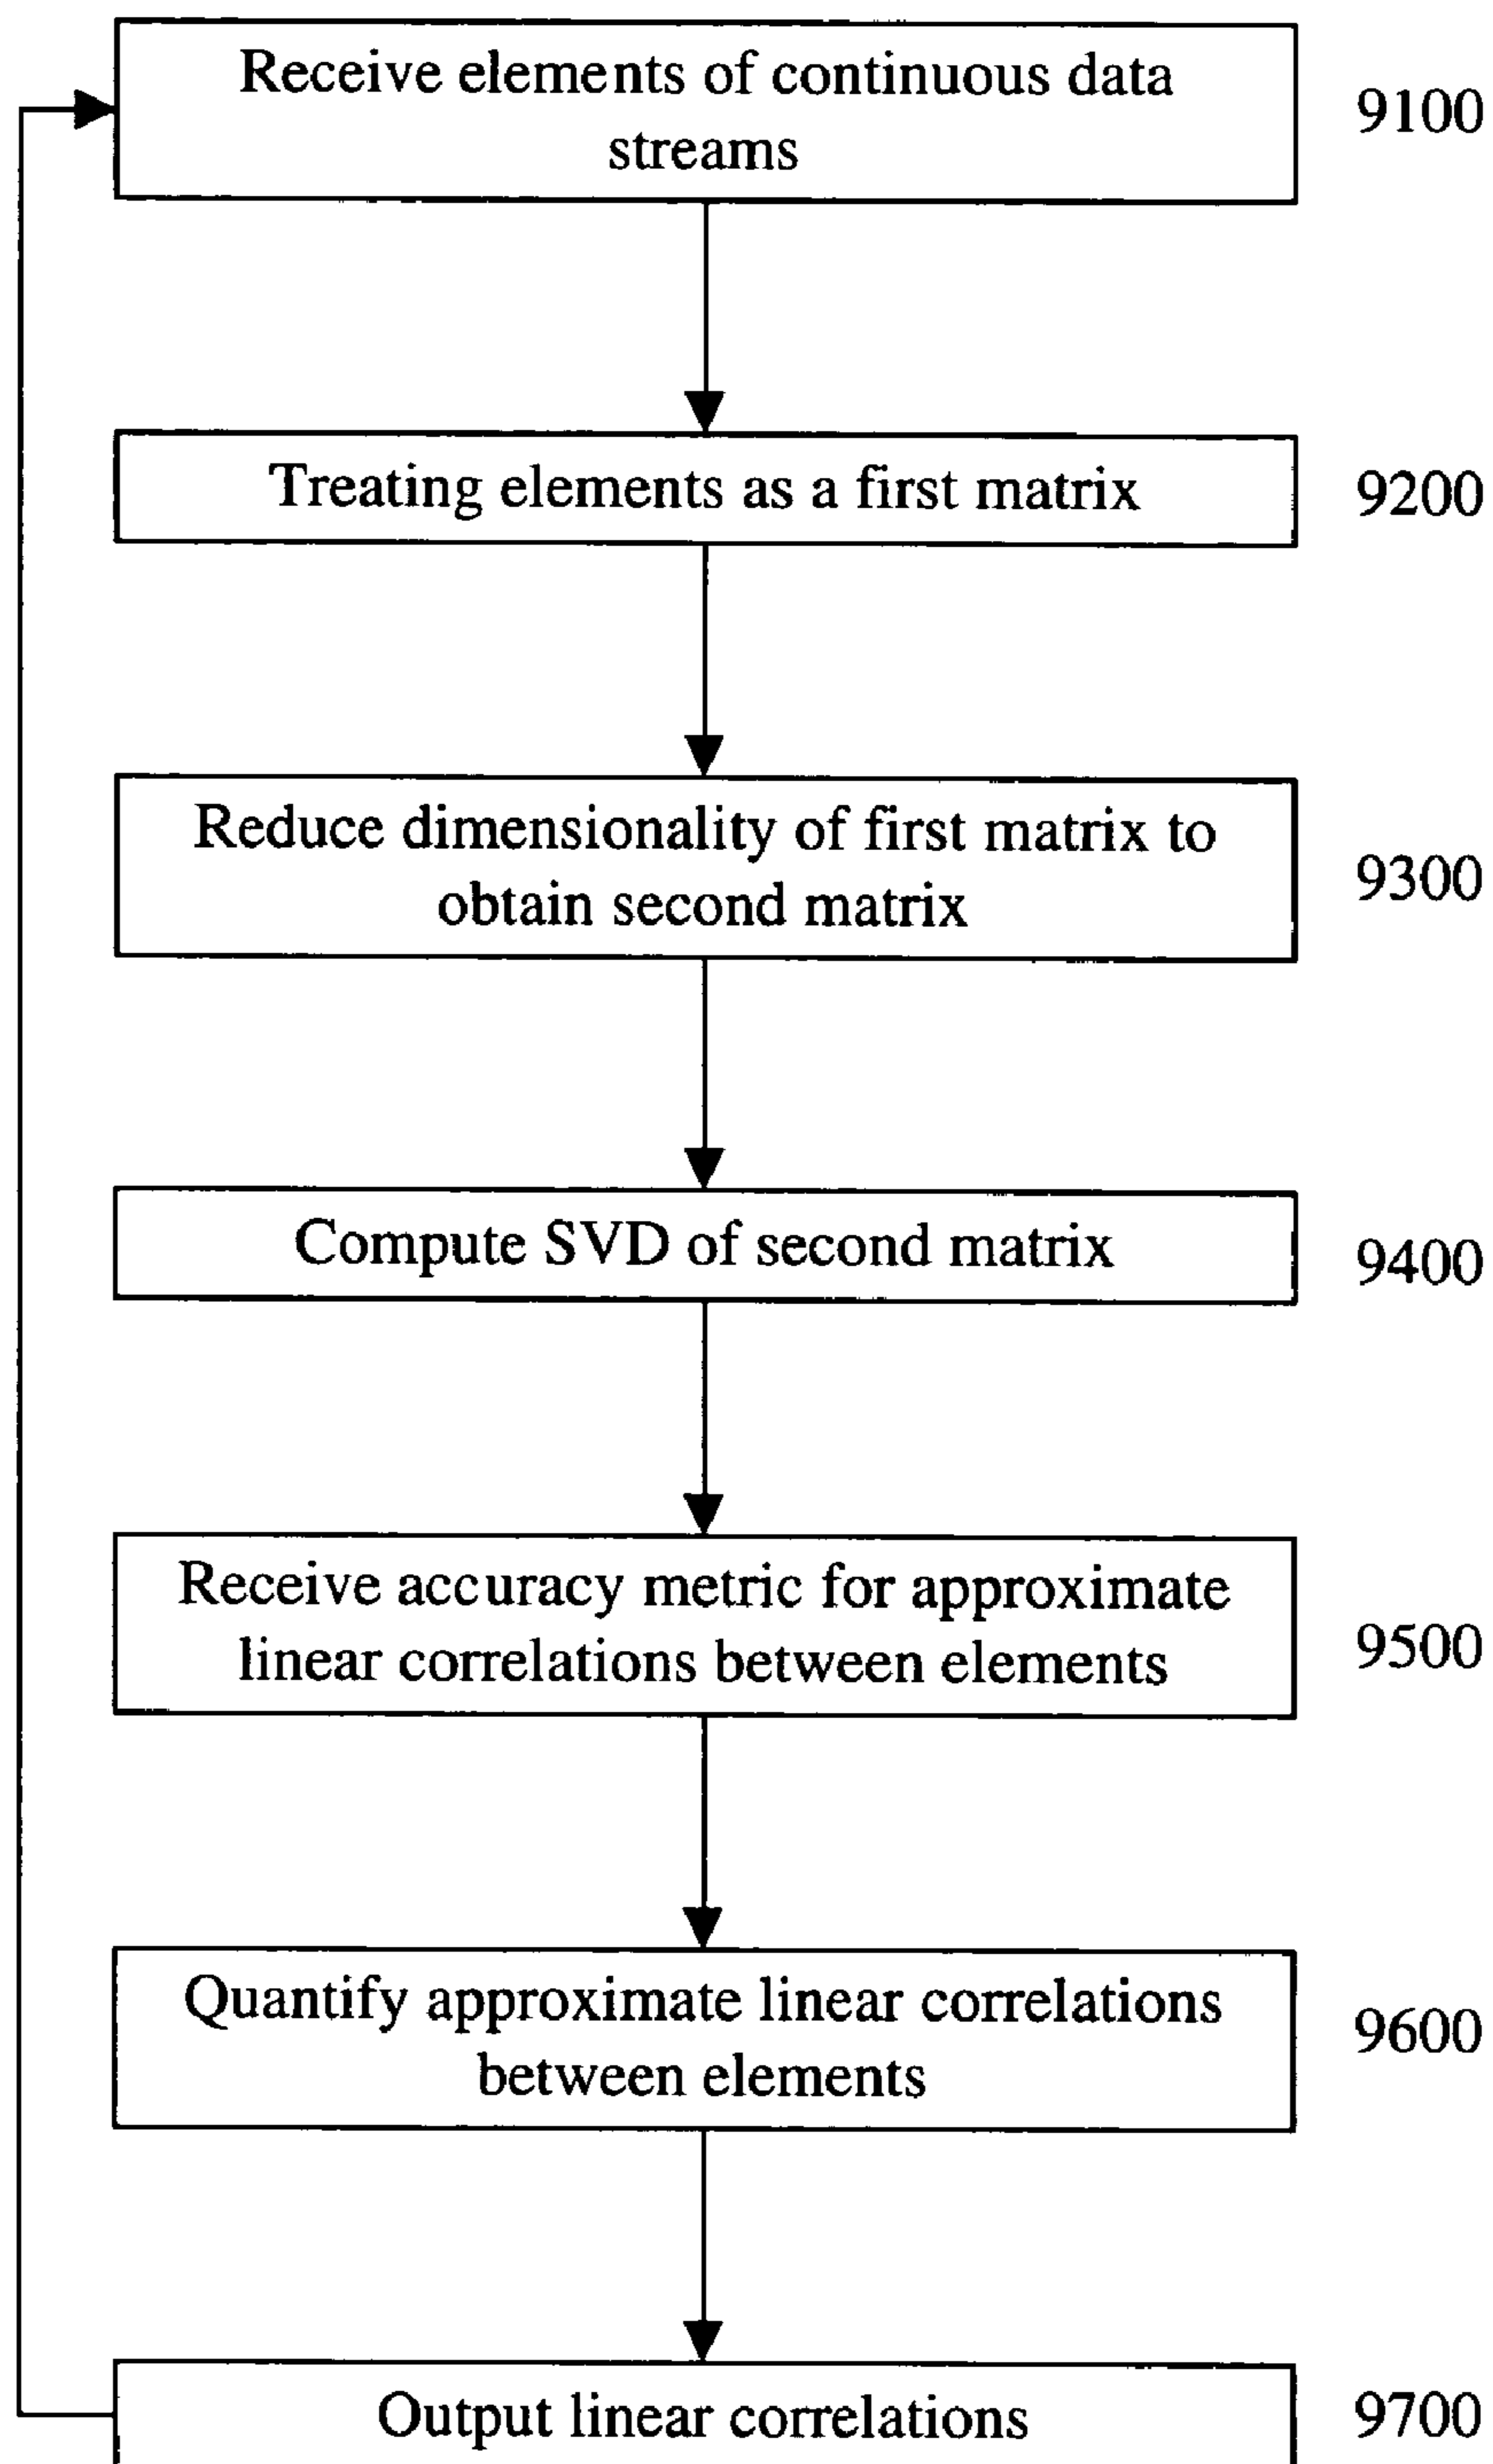 Receive elements of continuous data
streams
9100
Treating elements as a first matrix
9200
Reduce dimensionality of first matrix to
obtain second matrix
9300
Compute SVD of second matrix
9400
Receive accuracy metric for approximate
linear correlations between elements
9500
Quantify approximate linear correlations
between elements
9600
Output linear correlations
9700